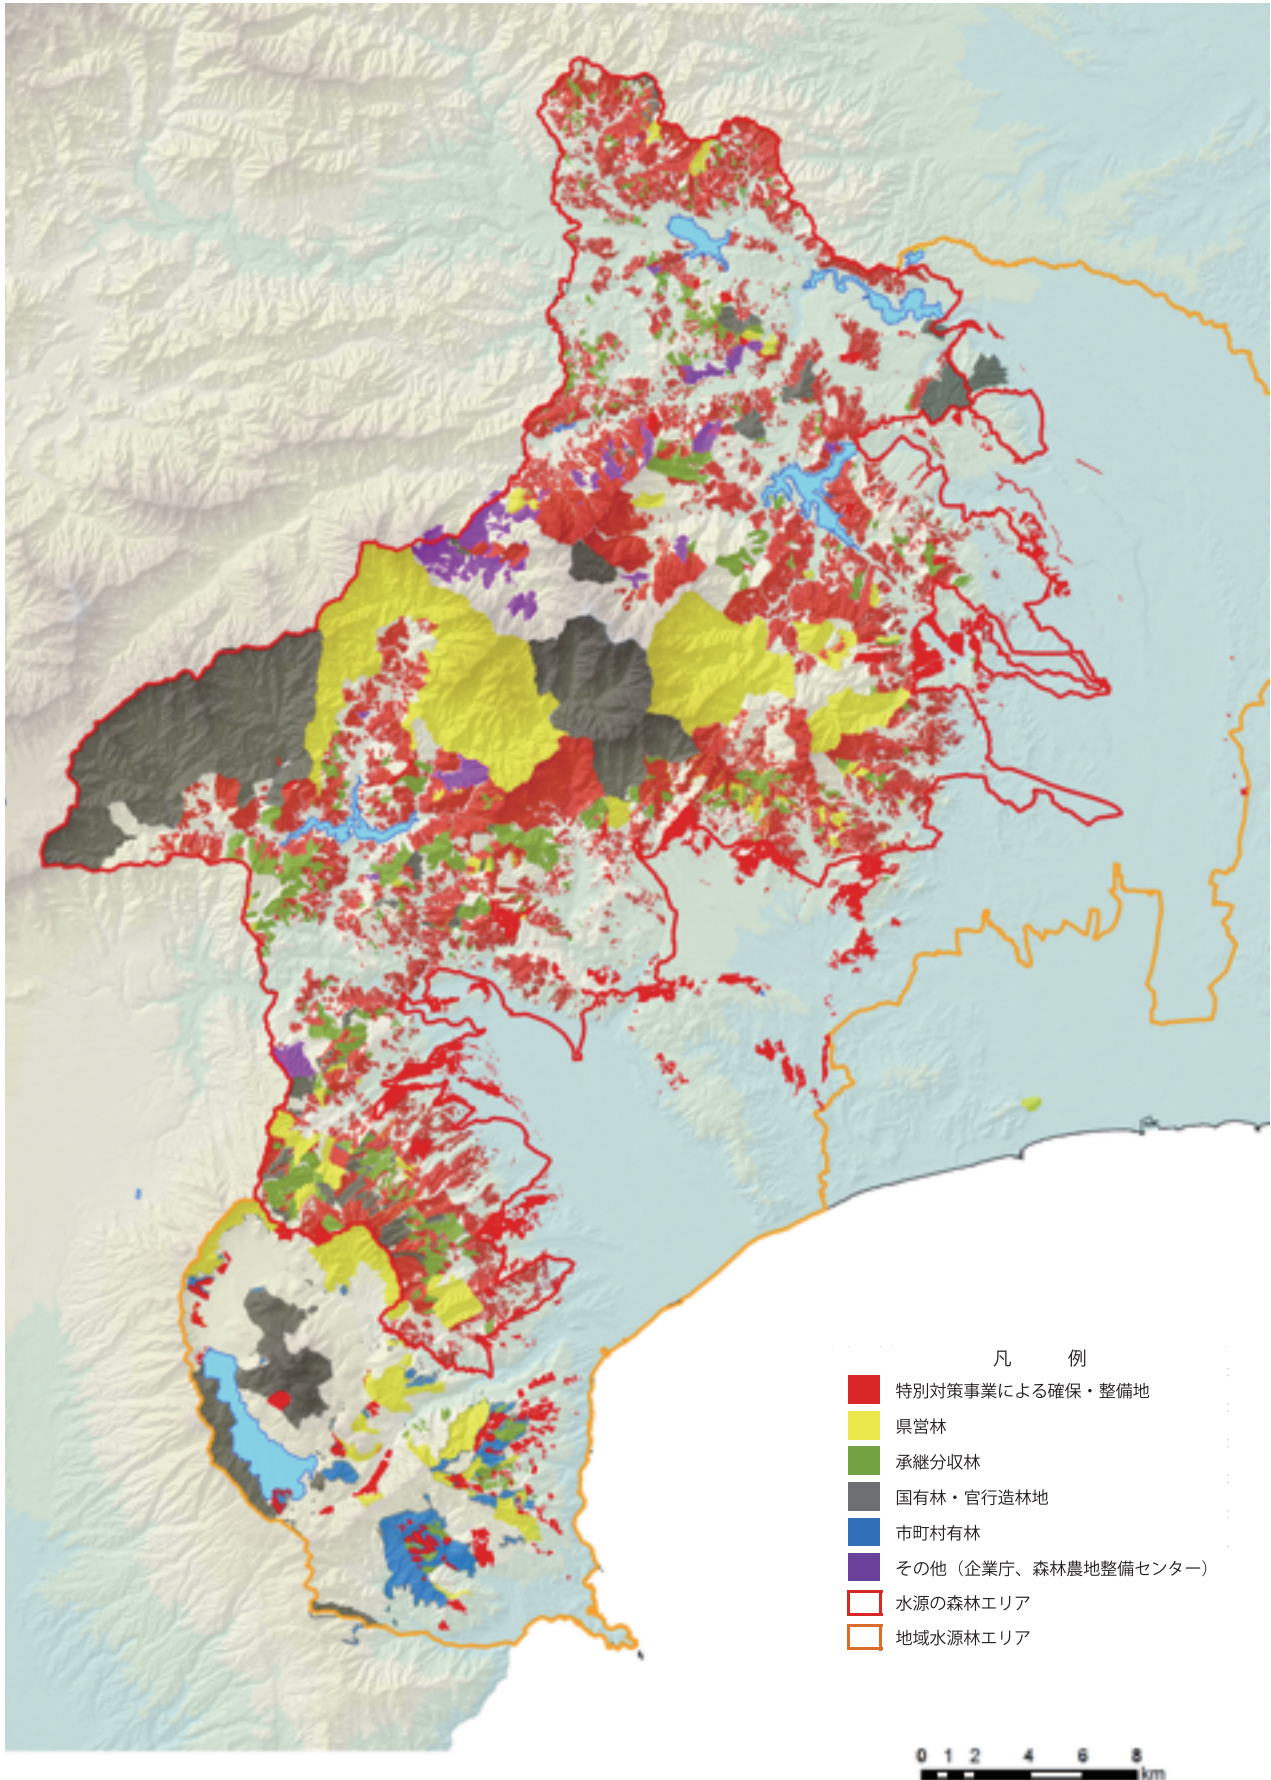 凡 例
特別対策事業による確保・整備地
県営林
承継分収林
国有林・官行造林地
市町村有林
その他（企業庁、森林農地整備センター）
水源の森林エリア
地域水源林エリア
0 1 2 4 6 8
km